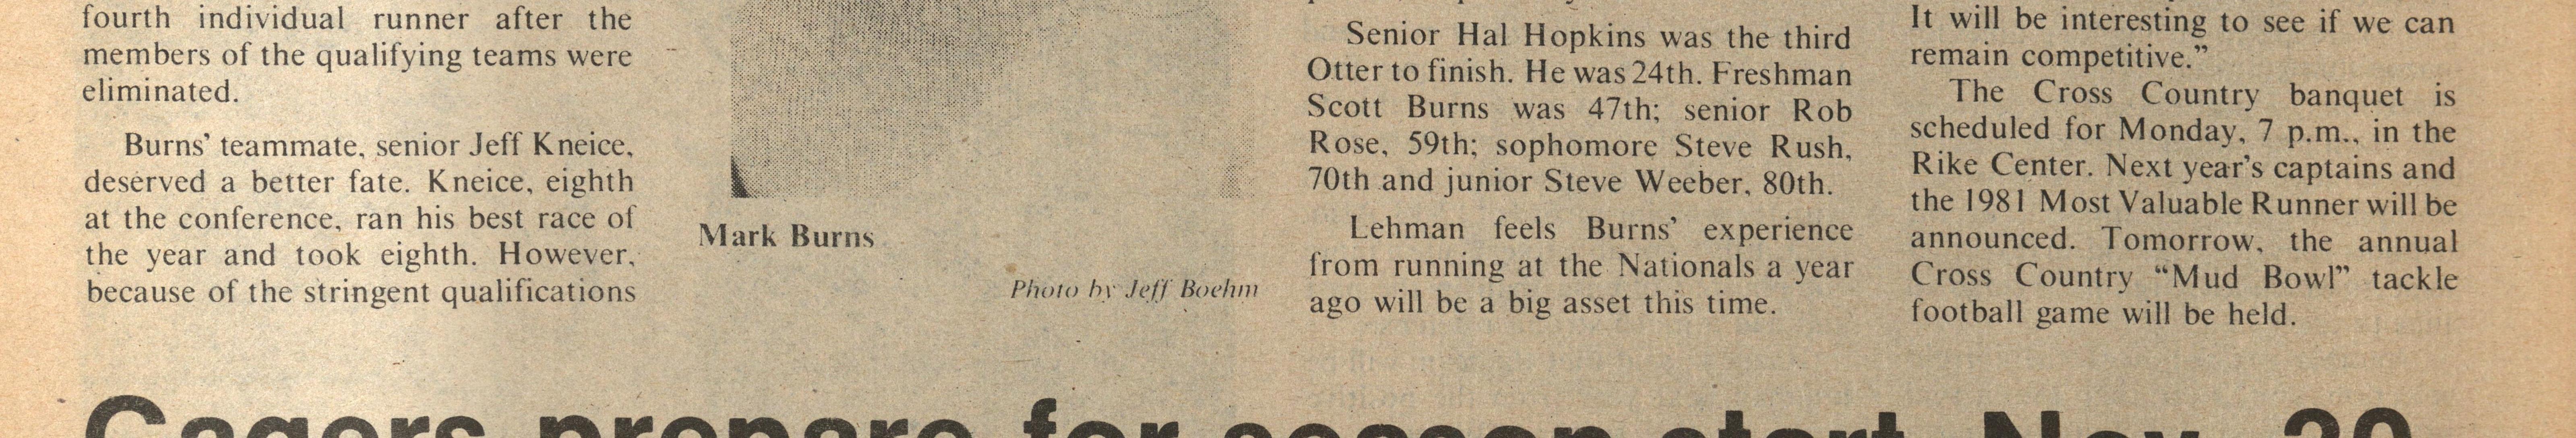 fourth individual runner after the
members of the qualifying teams were
eliminated.
Burns' teammate, senior Jeff Kneice,
deserved a better fate. Kneice, eighth
at the conference, ran his best race of
the year and took eighth. However,
because of the stringent qualifications
Mark Burns
Photo by Jeff Boehm
Senior Hal Hopkins was the third
Otter to finish. He was 24th. Freshman
Scott Burns was 47th; senior Rob
Rose, 59th; sophomore Steve Rush,
70th and junior Steve Weeber, 80th.
Lehman feels Burns' experience
from running at the Nationals a year
ago will be a big asset this time.
It will be interesting to see if we can
remain competitive."
The Cross Country banquet is
scheduled for Monday, 7 p.m., in the
Rike Center. Next year's captains and
the 1981 Most Valuable Runner will be
announced. Tomorrow, the annual
Cross Country "Mud Bowl" tackle
football game will be held.
Cagers prepare for season start, Nov. 20